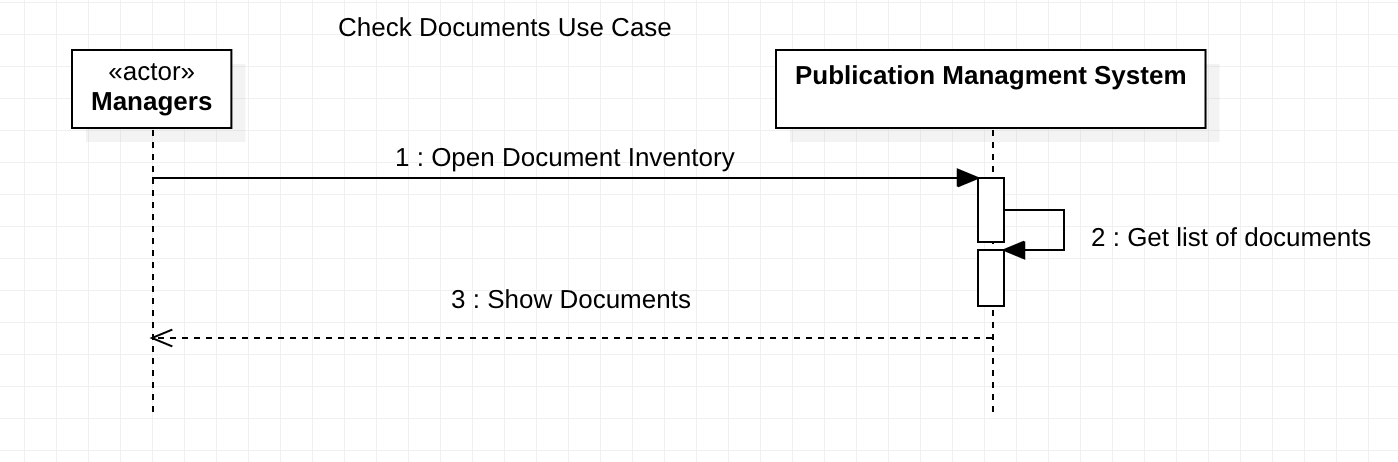 Check Documents Use Case
«actor»
Managers
Publication Managment System
1 : Open Document Inventory
2 : Get list of documents
3 : Show Documents